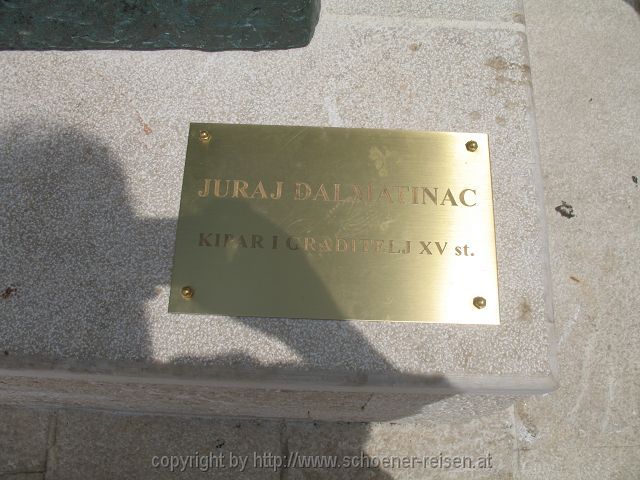 JURAJ DALMATINAC
KIPAR I GRADITELJ XV st.
copyright by http://www.schoener-reisen.at